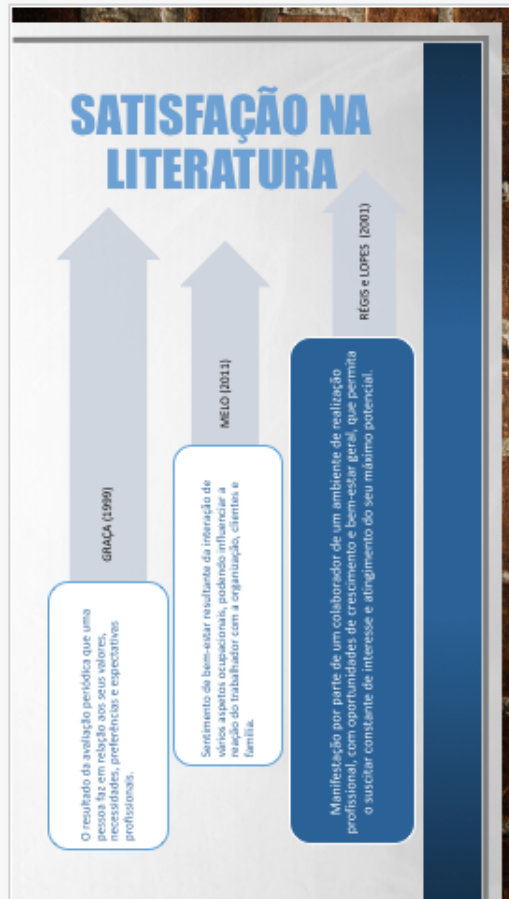 SATISFAÇÃO NA
LITERATURA
GRAÇA (1999)
O resultado da avaliação periódica que uma
pessoa faz em relação aos seus valores,
necessidades, preferências e espectativas
profissionais.
MELO (2011)
Sentimento de bem-estar resultante da interação de
vários aspetos ocupacionais, podendo influenciar a
reação do trabalhador com a organização, clientes e
família.
RÉGIS e LOPES (2001)
Manifestação por parte de um colaborador de um ambiente de realização
profissional, com oportunidades de crescimento e bem-estar geral, que permita
o suscitar constante de interesse e atingimento do seu máximo potencial.